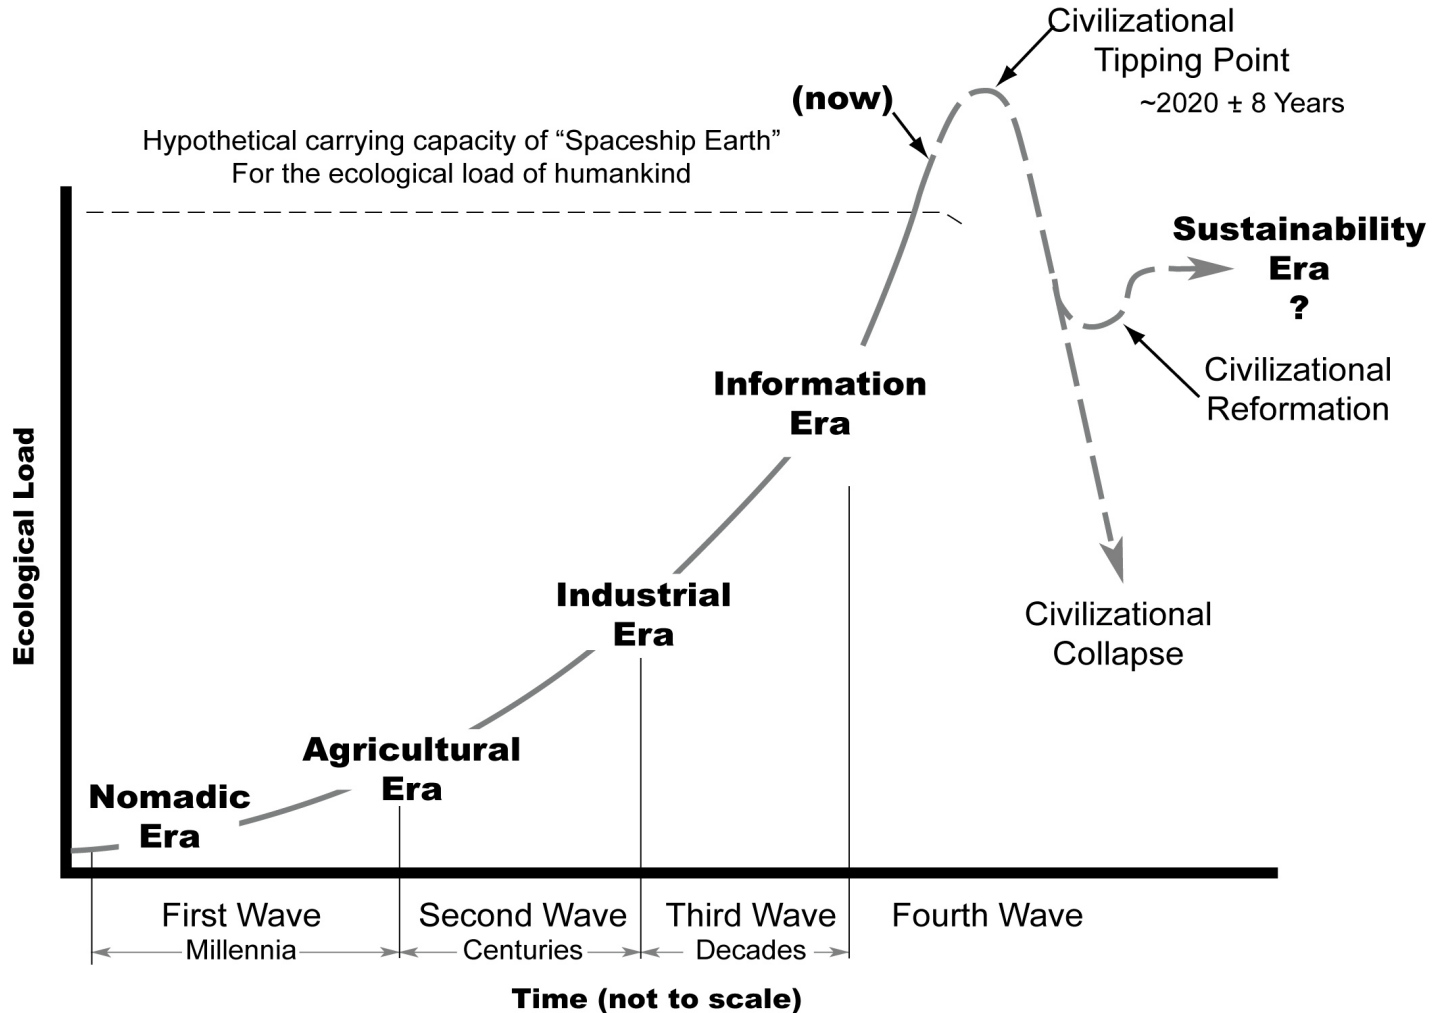 Civilizational
Tipping Point
~2020 ± 8 Years
(now)
Hypothetical carrying capacity of “Spaceship Earth”
For the ecological load of humankind
Sustainability
Era
?
Civilizational
Reformation
Information
Era
Ecological Load
Industrial
Era
Civilizational
Collapse
Agricultural
Era
Nomadic
Era
First Wave
Second Wave
Third Wave
Fourth Wave
Millennia
Centuries
Decades
Time (not to scale)